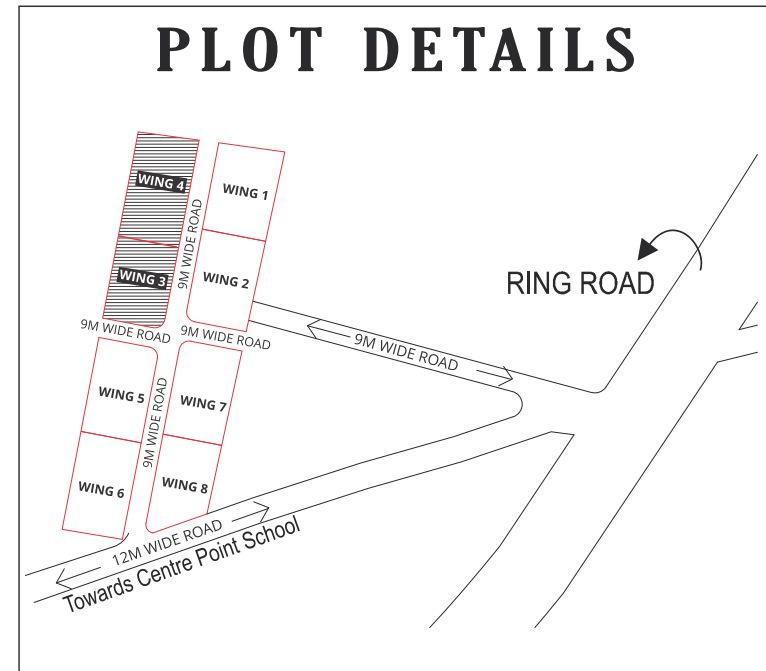 PLOT DETAILS
WING 4
WING 1
9M WIDE ROAD
WING 3
WING 2
RING ROAD
9M WIDE ROAD
9M WIDE ROAD
9M WIDE ROAD
WING 5
WING 7
9M WIDE ROAD
WING 6
WING 8
12M WIDE ROAD
Towards Centre Point School